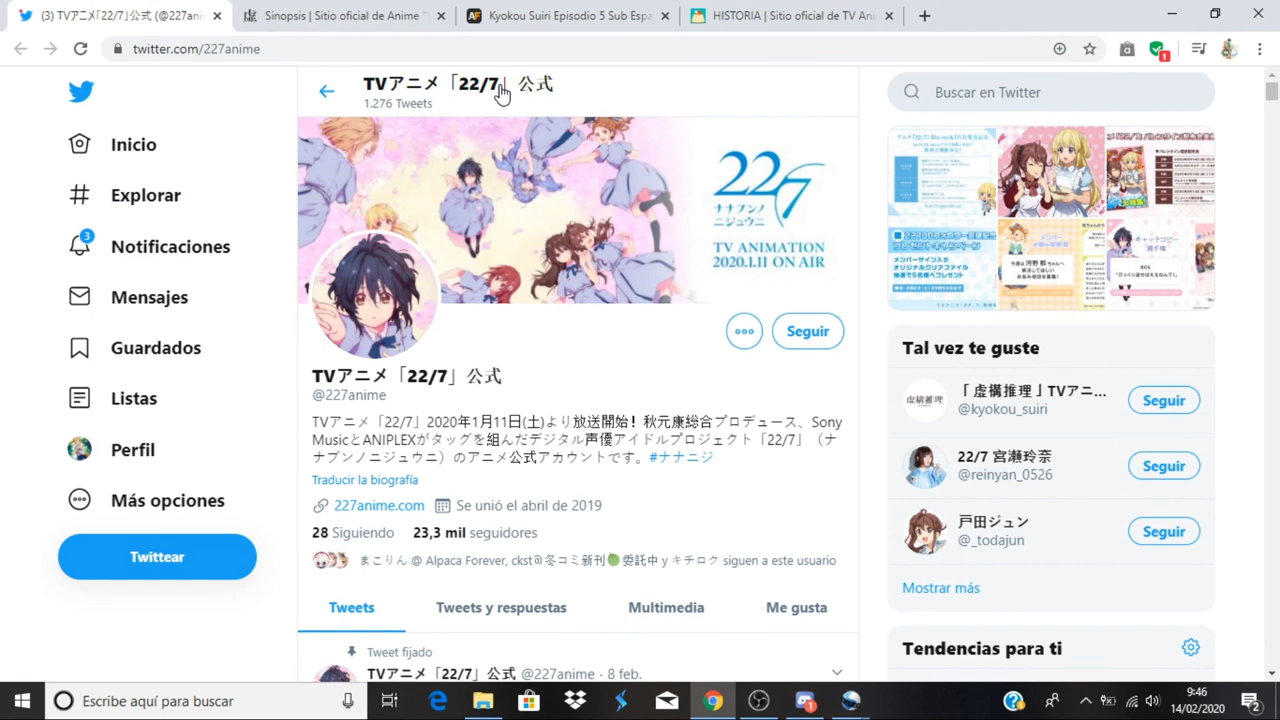 (3) TVアニメ「22/7」公式 (@227ani
Sinopsis | Sitio oficial de Anime "
Kyokou Suiri Episodio 5 Sub Espa
HISTORIA | Sitio oficial de TV Ani
twitter.com/227anime
1
TVアニメ「22/7」公式
1.276 Tweets
Buscar en Twitter
Inicio
Explorar
3
Notificaciones
Mensajes
Guardados
Listas
Perfil
Más opciones
Twittear
22/7
ナナブンノ
ニジュウニ
TV ANIMATION
2020.1.11 ON AIR
Seguir
TVアニメ「22/7」公式
@227anime
TVアニメ「22/7」2020年1月11日(土)より放送開始！秋元康総合プロデュース、Sony
MusicとANIPLEXがタッグを組んだデジタル声優アイドルプロジェクト「22/7」（ナ
ナブンノニジュウニ）のアニメ公式アカウントです。#ナナニジ
Traducir la biografía
227anime.com
Se unió el abril de 2019
28 Siguiendo
23,3 mil seguidores
まこりん @ Alpaca Forever, ckst@冬コミ新刊🍈委託中 y キチロク siguen a este usuario
Tweets
Tweets y respuestas
Multimedia
Me gusta
Tweet fijado
TVアニメ「22/7」公式 @227anime · 8 feb.
Tal vez te guste
虚構推理
「虚構推理」TVアニ...
@kyokou_suiri
Seguir
22/7 宮瀬玲奈
@reinyan_0526
Seguir
戸田ジュン
@_todajun
Seguir
Mostrar más
Tendencias para ti
Escribe aquí para buscar
9:46
14/02/2020
2